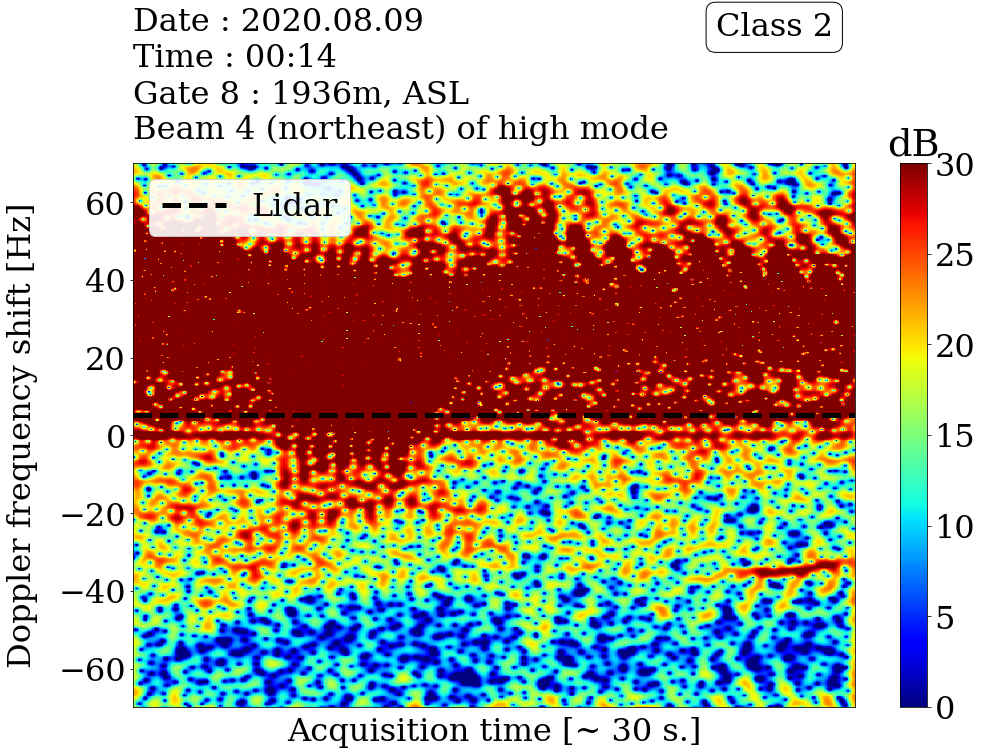 Date : 2020.08.09
Time : 00:14
Gate 8 : 1936m, ASL
Beam 4 (northeast) of high mode
Class 2
dB
Lidar
Doppler frequency shift [Hz]
60
40
20
0
−20
−40
−60
30
25
20
15
10
5
0
Acquisition time [~ 30 s.]